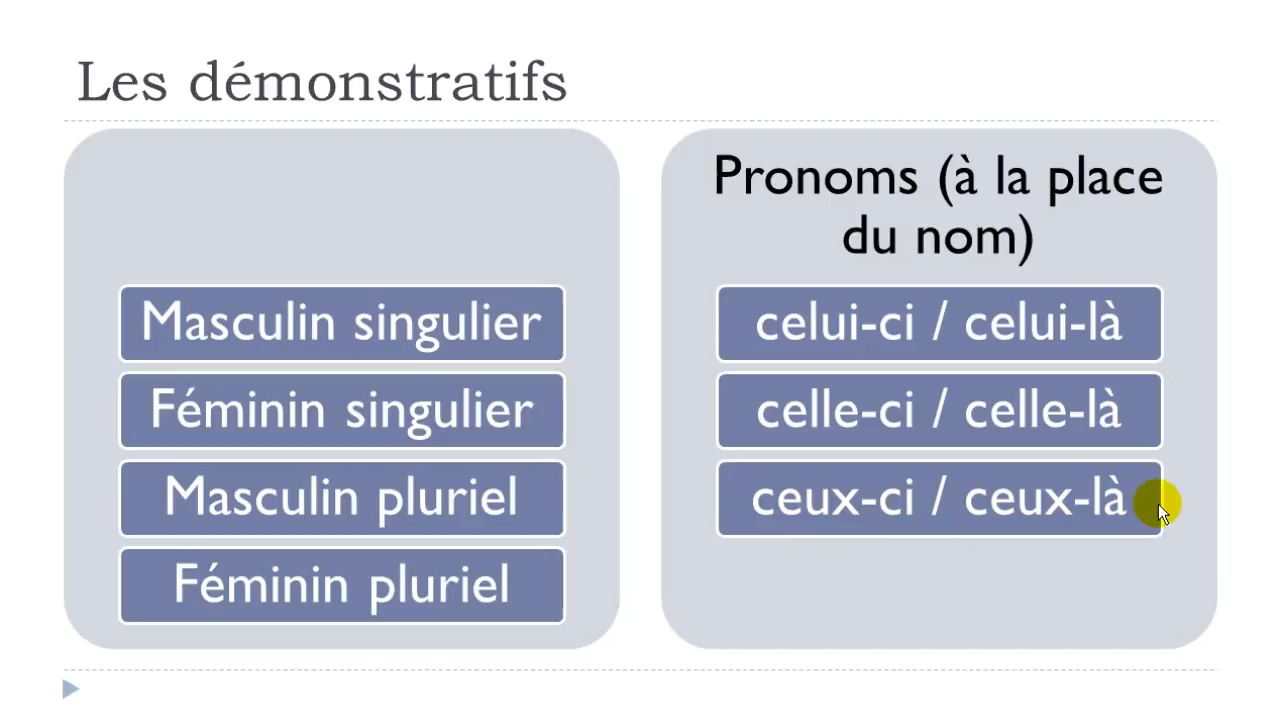 Les démonstratifs
Masculin singulier
Féminin singulier
Masculin pluriel
Féminin pluriel
Pronoms (à la place
du nom)
celui-ci / celui-là
celle-ci / celle-là
ceux-ci / ceux-là